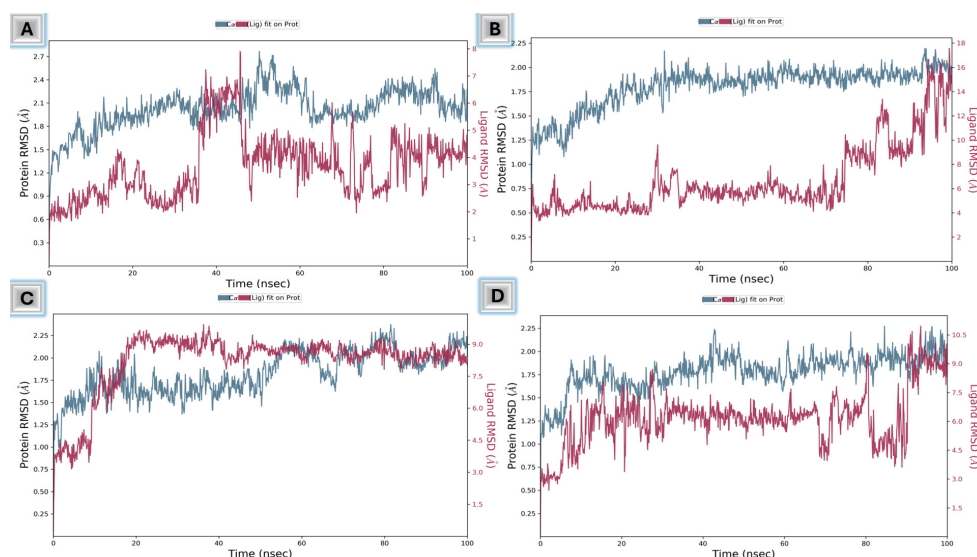 A
Cα (Lig) fit on Prot
Protein RMSD (Å)
2.7
2.4
2.1
1.8
1.5
1.2
0.9
0.6
0.3
8
7
6
5
4
3
2
1
Ligand RMSD (Å)
0 20 40 60 80 100
Time (nsec)
B
Cα (Lig) fit on Prot
Protein RMSD (Å)
2.25
2.00
1.75
1.50
1.25
1.00
0.75
0.50
0.25
18
16
14
12
10
8
6
4
2
Ligand RMSD (Å)
0 20 40 60 80 100
Time (nsec)
C
Cα (Lig) fit on Prot
Protein RMSD (Å)
2.25
2.00
1.75
1.50
1.25
1.00
0.75
0.50
0.25
9.0
7.5
6.0
4.5
3.0
1.5
Ligand RMSD (Å)
0 20 40 60 80 100
Time (nsec)
D
Cα (Lig) fit on Prot
Protein RMSD (Å)
2.25
2.00
1.75
1.50
1.25
1.00
0.75
0.50
0.25
10.5
9.0
7.5
6.0
4.5
3.0
1.5
Ligand RMSD (Å)
0 20 40 60 80 100
Time (nsec)